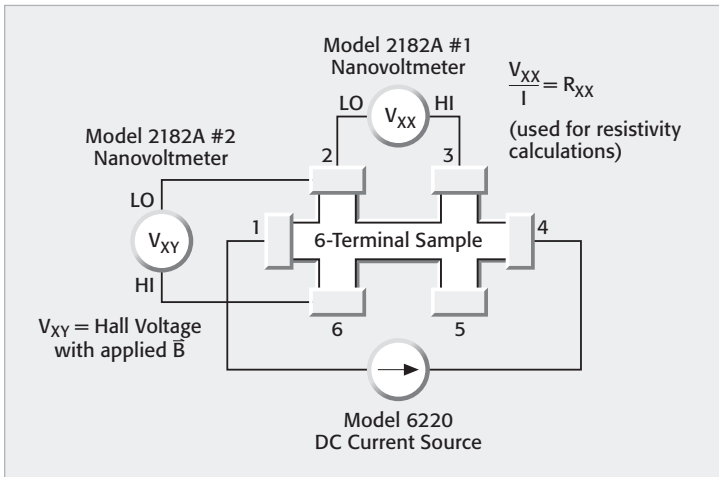 Model 2182A #1
Nanovoltmeter
LO
V_XX
HI
V_XX
I
= R_XX
(used for resistivity
calculations)
Model 2182A #2
Nanovoltmeter
LO
V_XY
HI
V_XY = Hall Voltage
with applied B⃗
2
3
1
6-Terminal Sample
4
6
5
Model 6220
DC Current Source